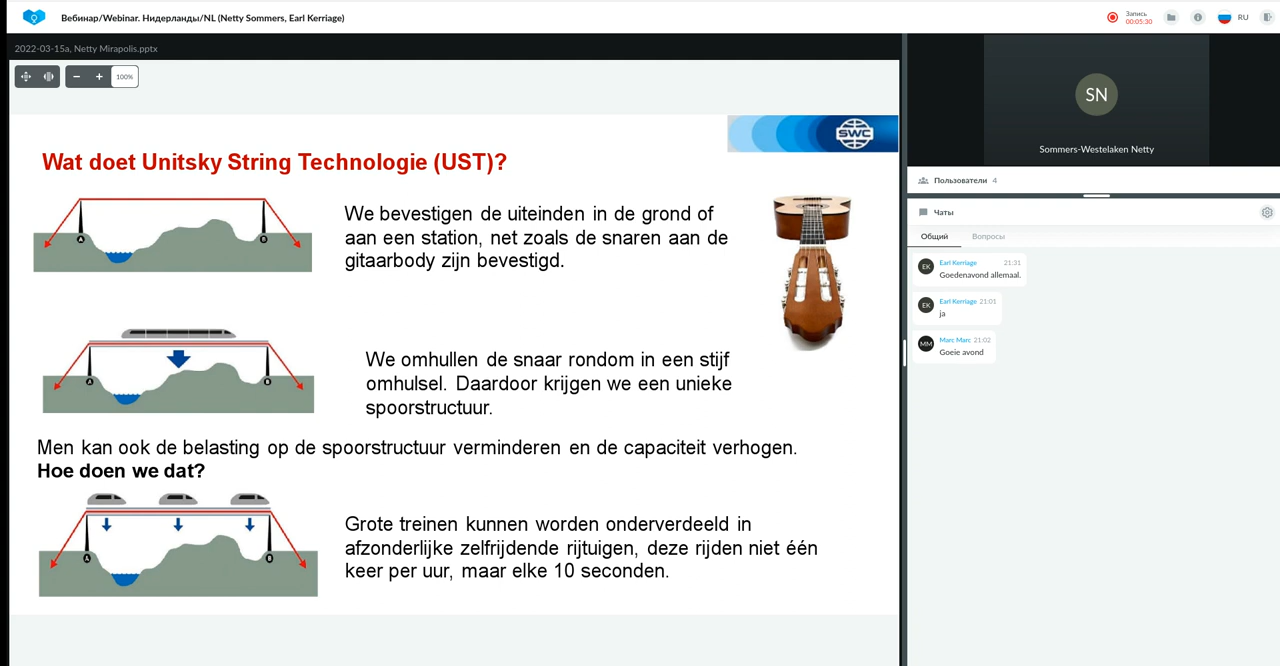 Вебинар/Webinar. Нидерланды/NL (Netty Sommers, Earl Kerriage)
Запись
00:05:30
RU
2022-03-15a, Netty Mirapolis.pptx
100%
SWC
Wat doet Unitsky String Technologie (UST)?
A
B
We bevestigen de uiteinden in de grond of
aan een station, net zoals de snaren aan de
gitaarbody zijn bevestigd.
A
B
We omhullen de snaar rondom in een stijf
omhulsel. Daardoor krijgen we een unieke
spoorstructuur.
Men kan ook de belasting op de spoorstructuur verminderen en de capaciteit verhogen.
Hoe doen we dat?
A
B
Grote treinen kunnen worden onderverdeeld in
afzonderlijke zelfrijdende rijtuigen, deze rijden niet één
keer per uur, maar elke 10 seconden.
SN
Sommers-Westelaken Netty
Пользователи 4
Чаты
Общий Вопросы
EK
Earl Kerriage 21:31
Goedenavond allemaal.
EK
Earl Kerriage 21:01
ja
MM
Marc Marc 21:02
Goeie avond